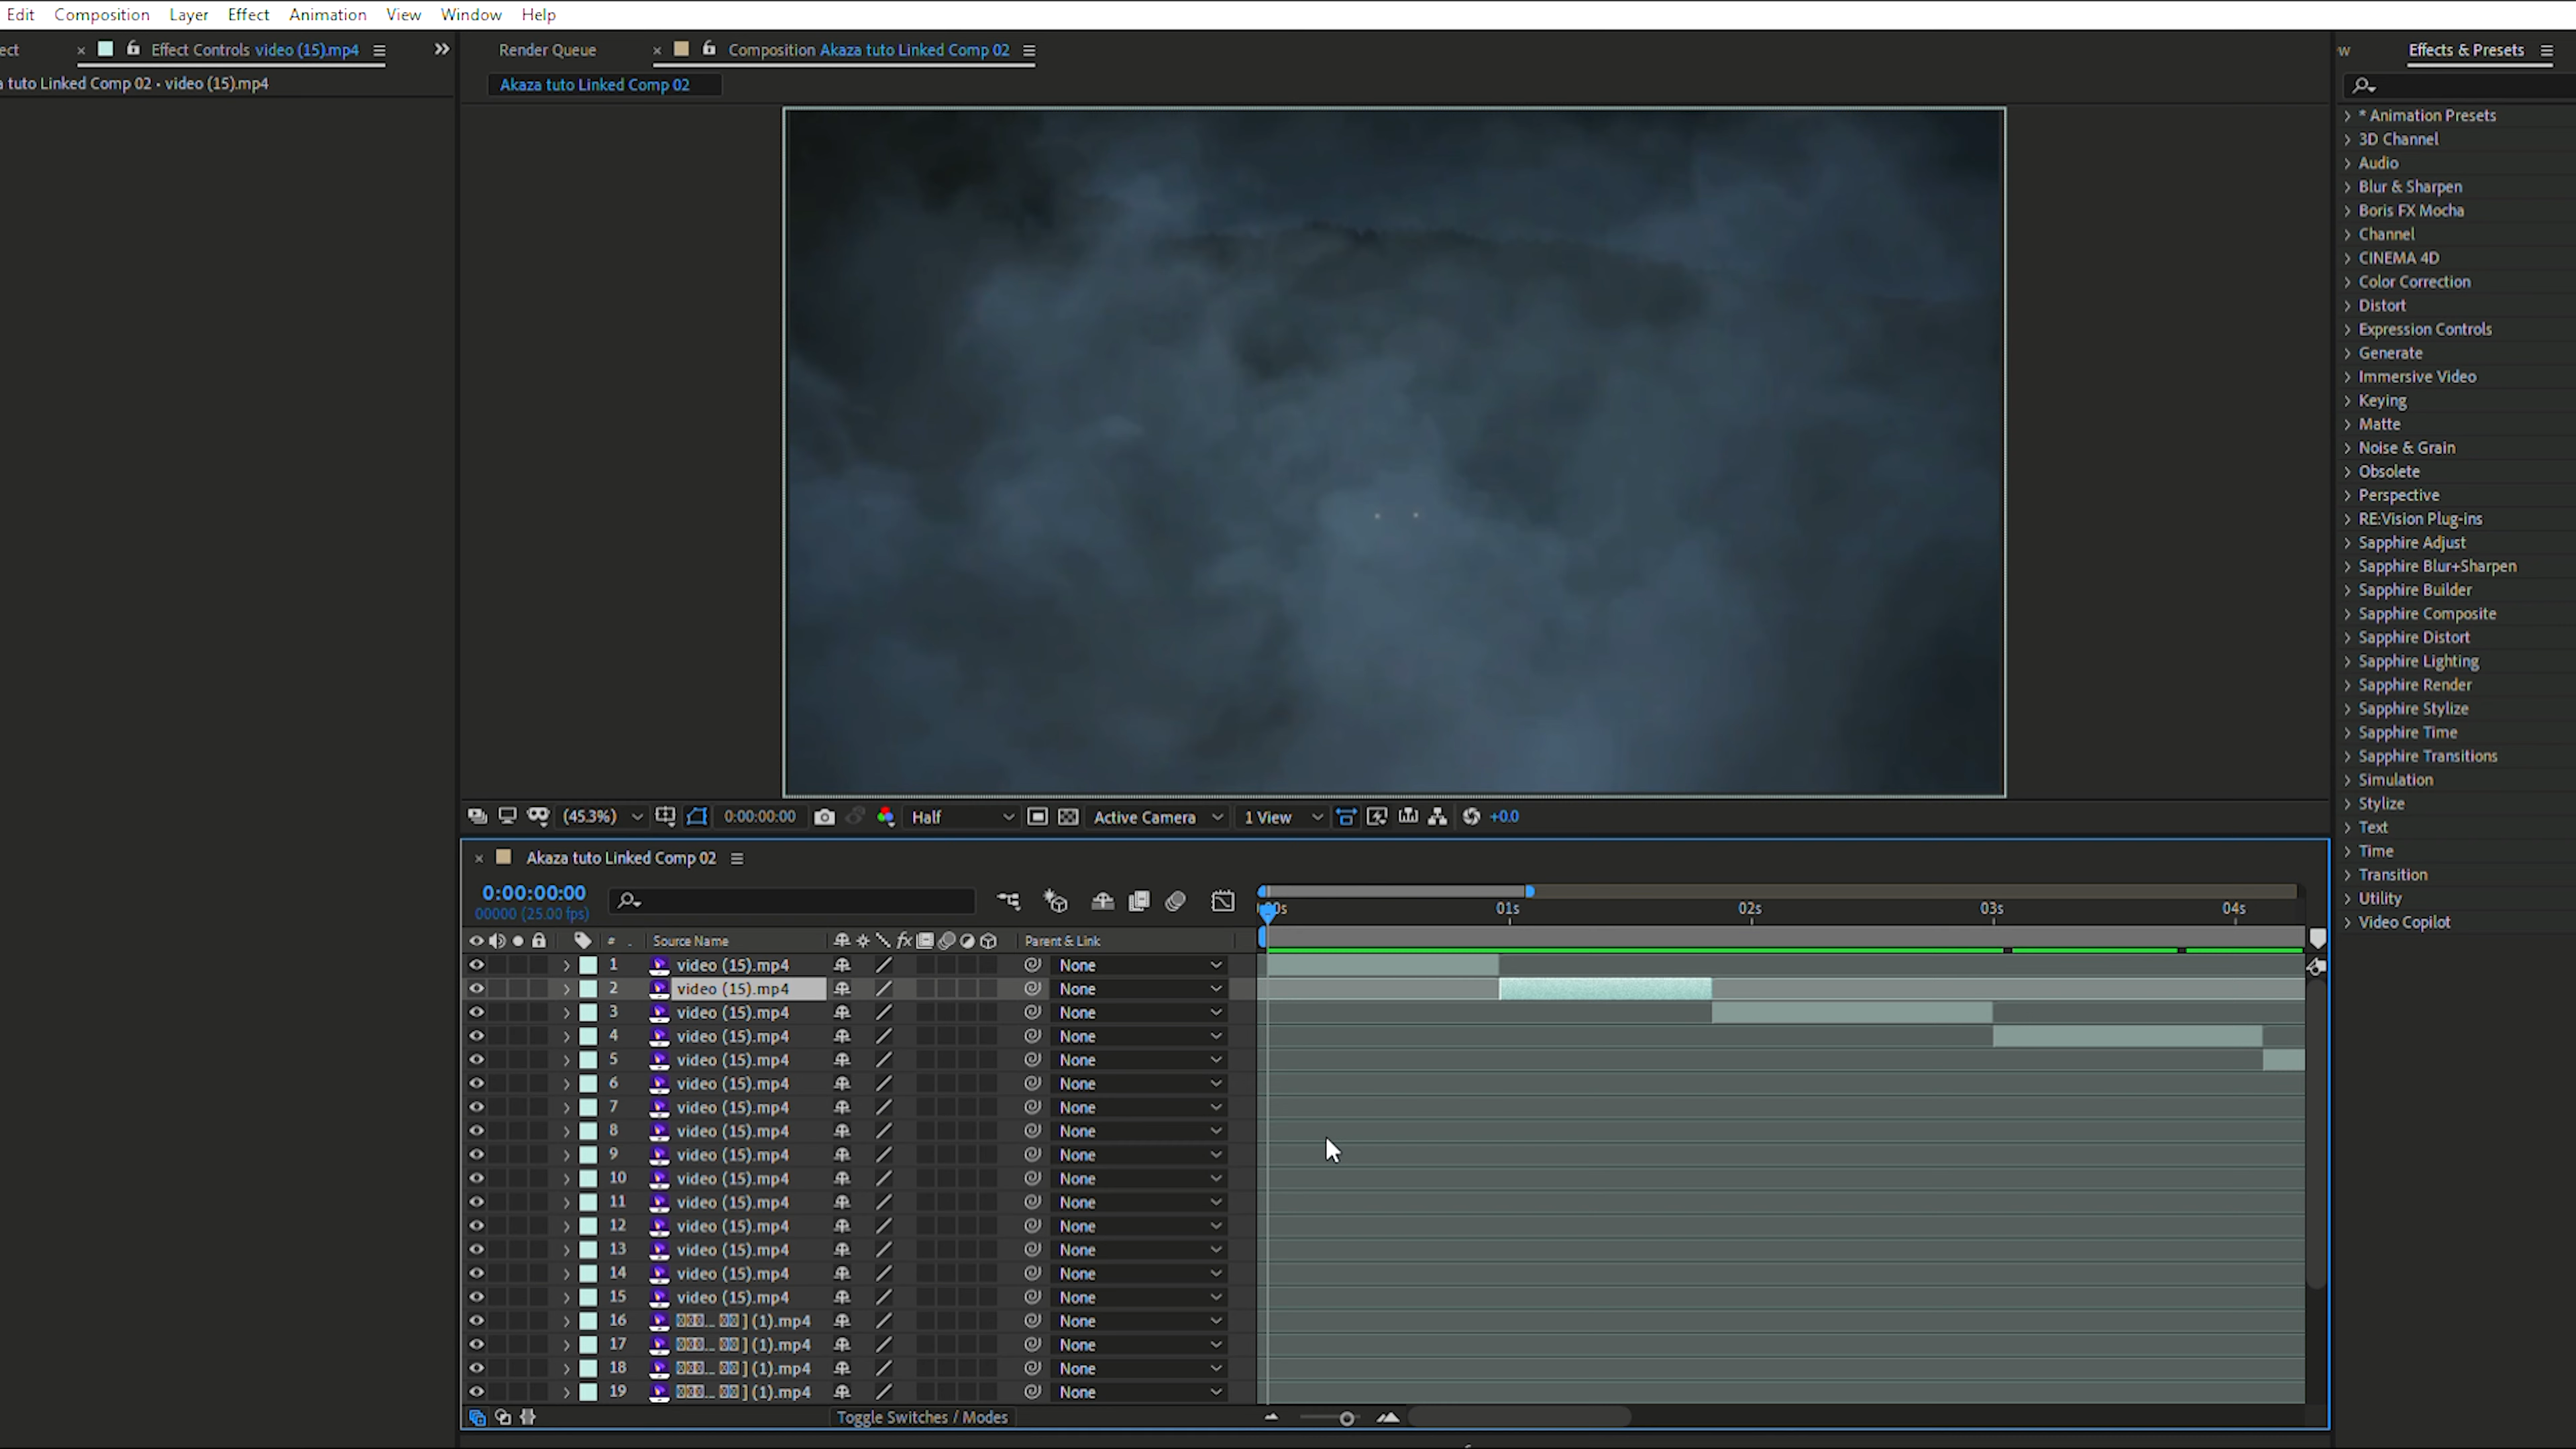 Edit Composition Layer Effect Animation View Window Help
ect
Effect Controls video (15).mp4
tuto Linked Comp 02 • video (15).mp4
Render Queue
Composition Akaza tuto Linked Comp 02
Akaza tuto Linked Comp 02
(45.3%) 0:00:00:00 Half Active Camera 1 View +0.0
w
Effects & Presets
* Animation Presets
3D Channel
Audio
Blur & Sharpen
Boris FX Mocha
Channel
CINEMA 4D
Color Correction
Distort
Expression Controls
Generate
Immersive Video
Keying
Matte
Noise & Grain
Obsolete
Perspective
RE:Vision Plug-ins
Sapphire Adjust
Sapphire Blur+Sharpen
Sapphire Builder
Sapphire Composite
Sapphire Distort
Sapphire Lighting
Sapphire Render
Sapphire Stylize
Sapphire Time
Sapphire Transitions
Simulation
Stylize
Text
Time
Transition
Utility
Video Copilot
Akaza tuto Linked Comp 02
0:00:00:00
00000 (25.00 fps)
01s 02s 03s 04s
# . Source Name fx Parent & Link
1 video (15).mp4 None
2 video (15).mp4 None
3 video (15).mp4 None
4 video (15).mp4 None
5 video (15).mp4 None
6 video (15).mp4 None
7 video (15).mp4 None
8 video (15).mp4 None
9 video (15).mp4 None
10 video (15).mp4 None
11 video (15).mp4 None
12 video (15).mp4 None
13 video (15).mp4 None
14 video (15).mp4 None
15 video (15).mp4 None
16 ](1).mp4 None
17 ](1).mp4 None
18 ](1).mp4 None
19 ](1).mp4 None
Toggle Switches / Modes